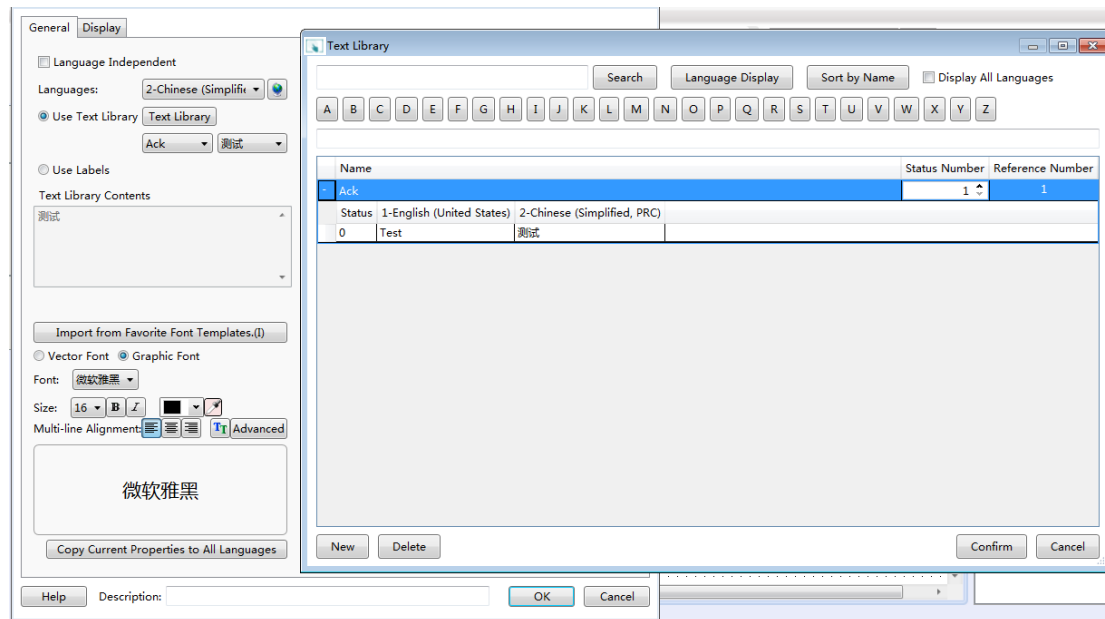 General Display
Language Independent
Languages: 2-Chinese (Simplifie
Use Text Library Text Library
Ack 测试
Use Labels
Text Library Contents
测试
Import from Favorite Font Templates.(I)
Vector Font Graphic Font
Font: 微软雅黑
Size: 16 B I
Multi-line Alignment: TT Advanced
微软雅黑
Copy Current Properties to All Languages
Help Description: OK Cancel
Text Library
Search Language Display Sort by Name Display All Languages
A B C D E F G H I J K L M N O P Q R S T U V W X Y Z
Name Status Number Reference Number
- Ack 1 1
Status 1-English (United States) 2-Chinese (Simplified, PRC)
0 Test 测试
New Delete Confirm Cancel